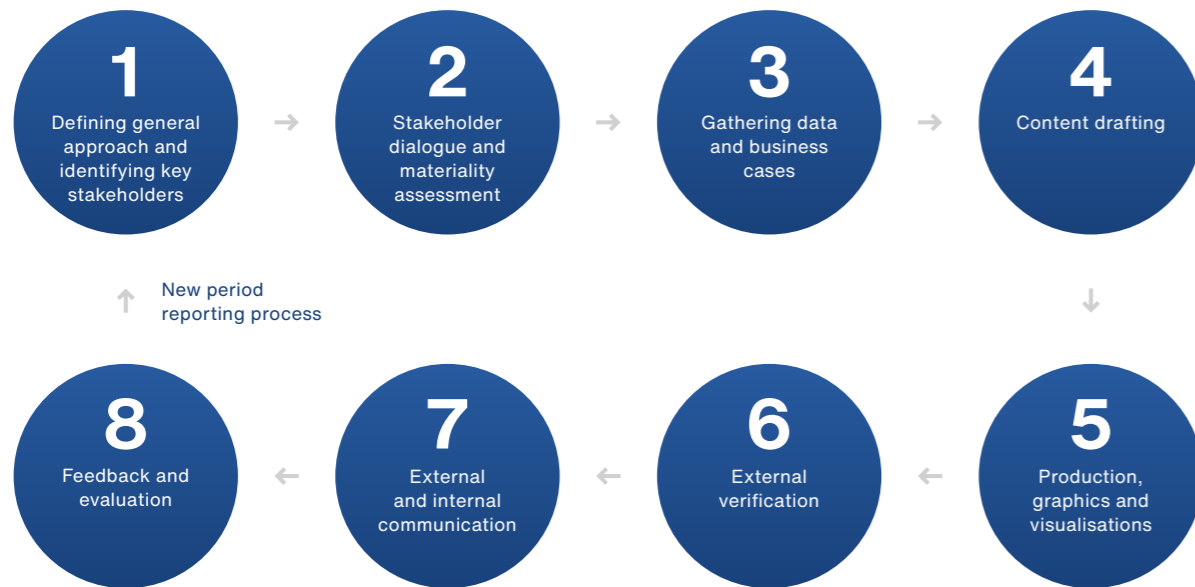 1
Defining general
approach and
identifying key
stakeholders
2
Stakeholder
dialogue and
materiality
assessment
3
Gathering data
and business
cases
4
Content drafting
New period
reporting process
5
Production,
graphics and
visualisations
6
External
verification
7
External
and internal
communication
8
Feedback and
evaluation